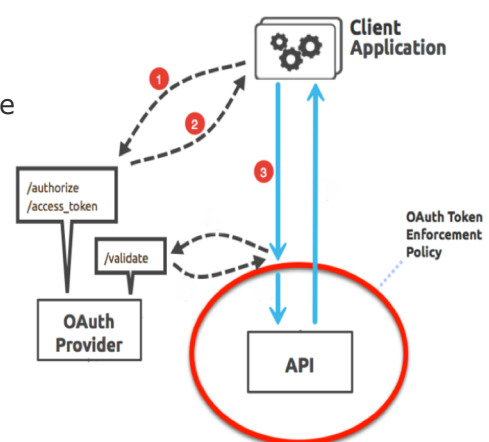 Client
Application
1
e
2
3
/authorize
/access_token
OAuth Token
Enforcement
Policy
/validate
OAuth
Provider
API